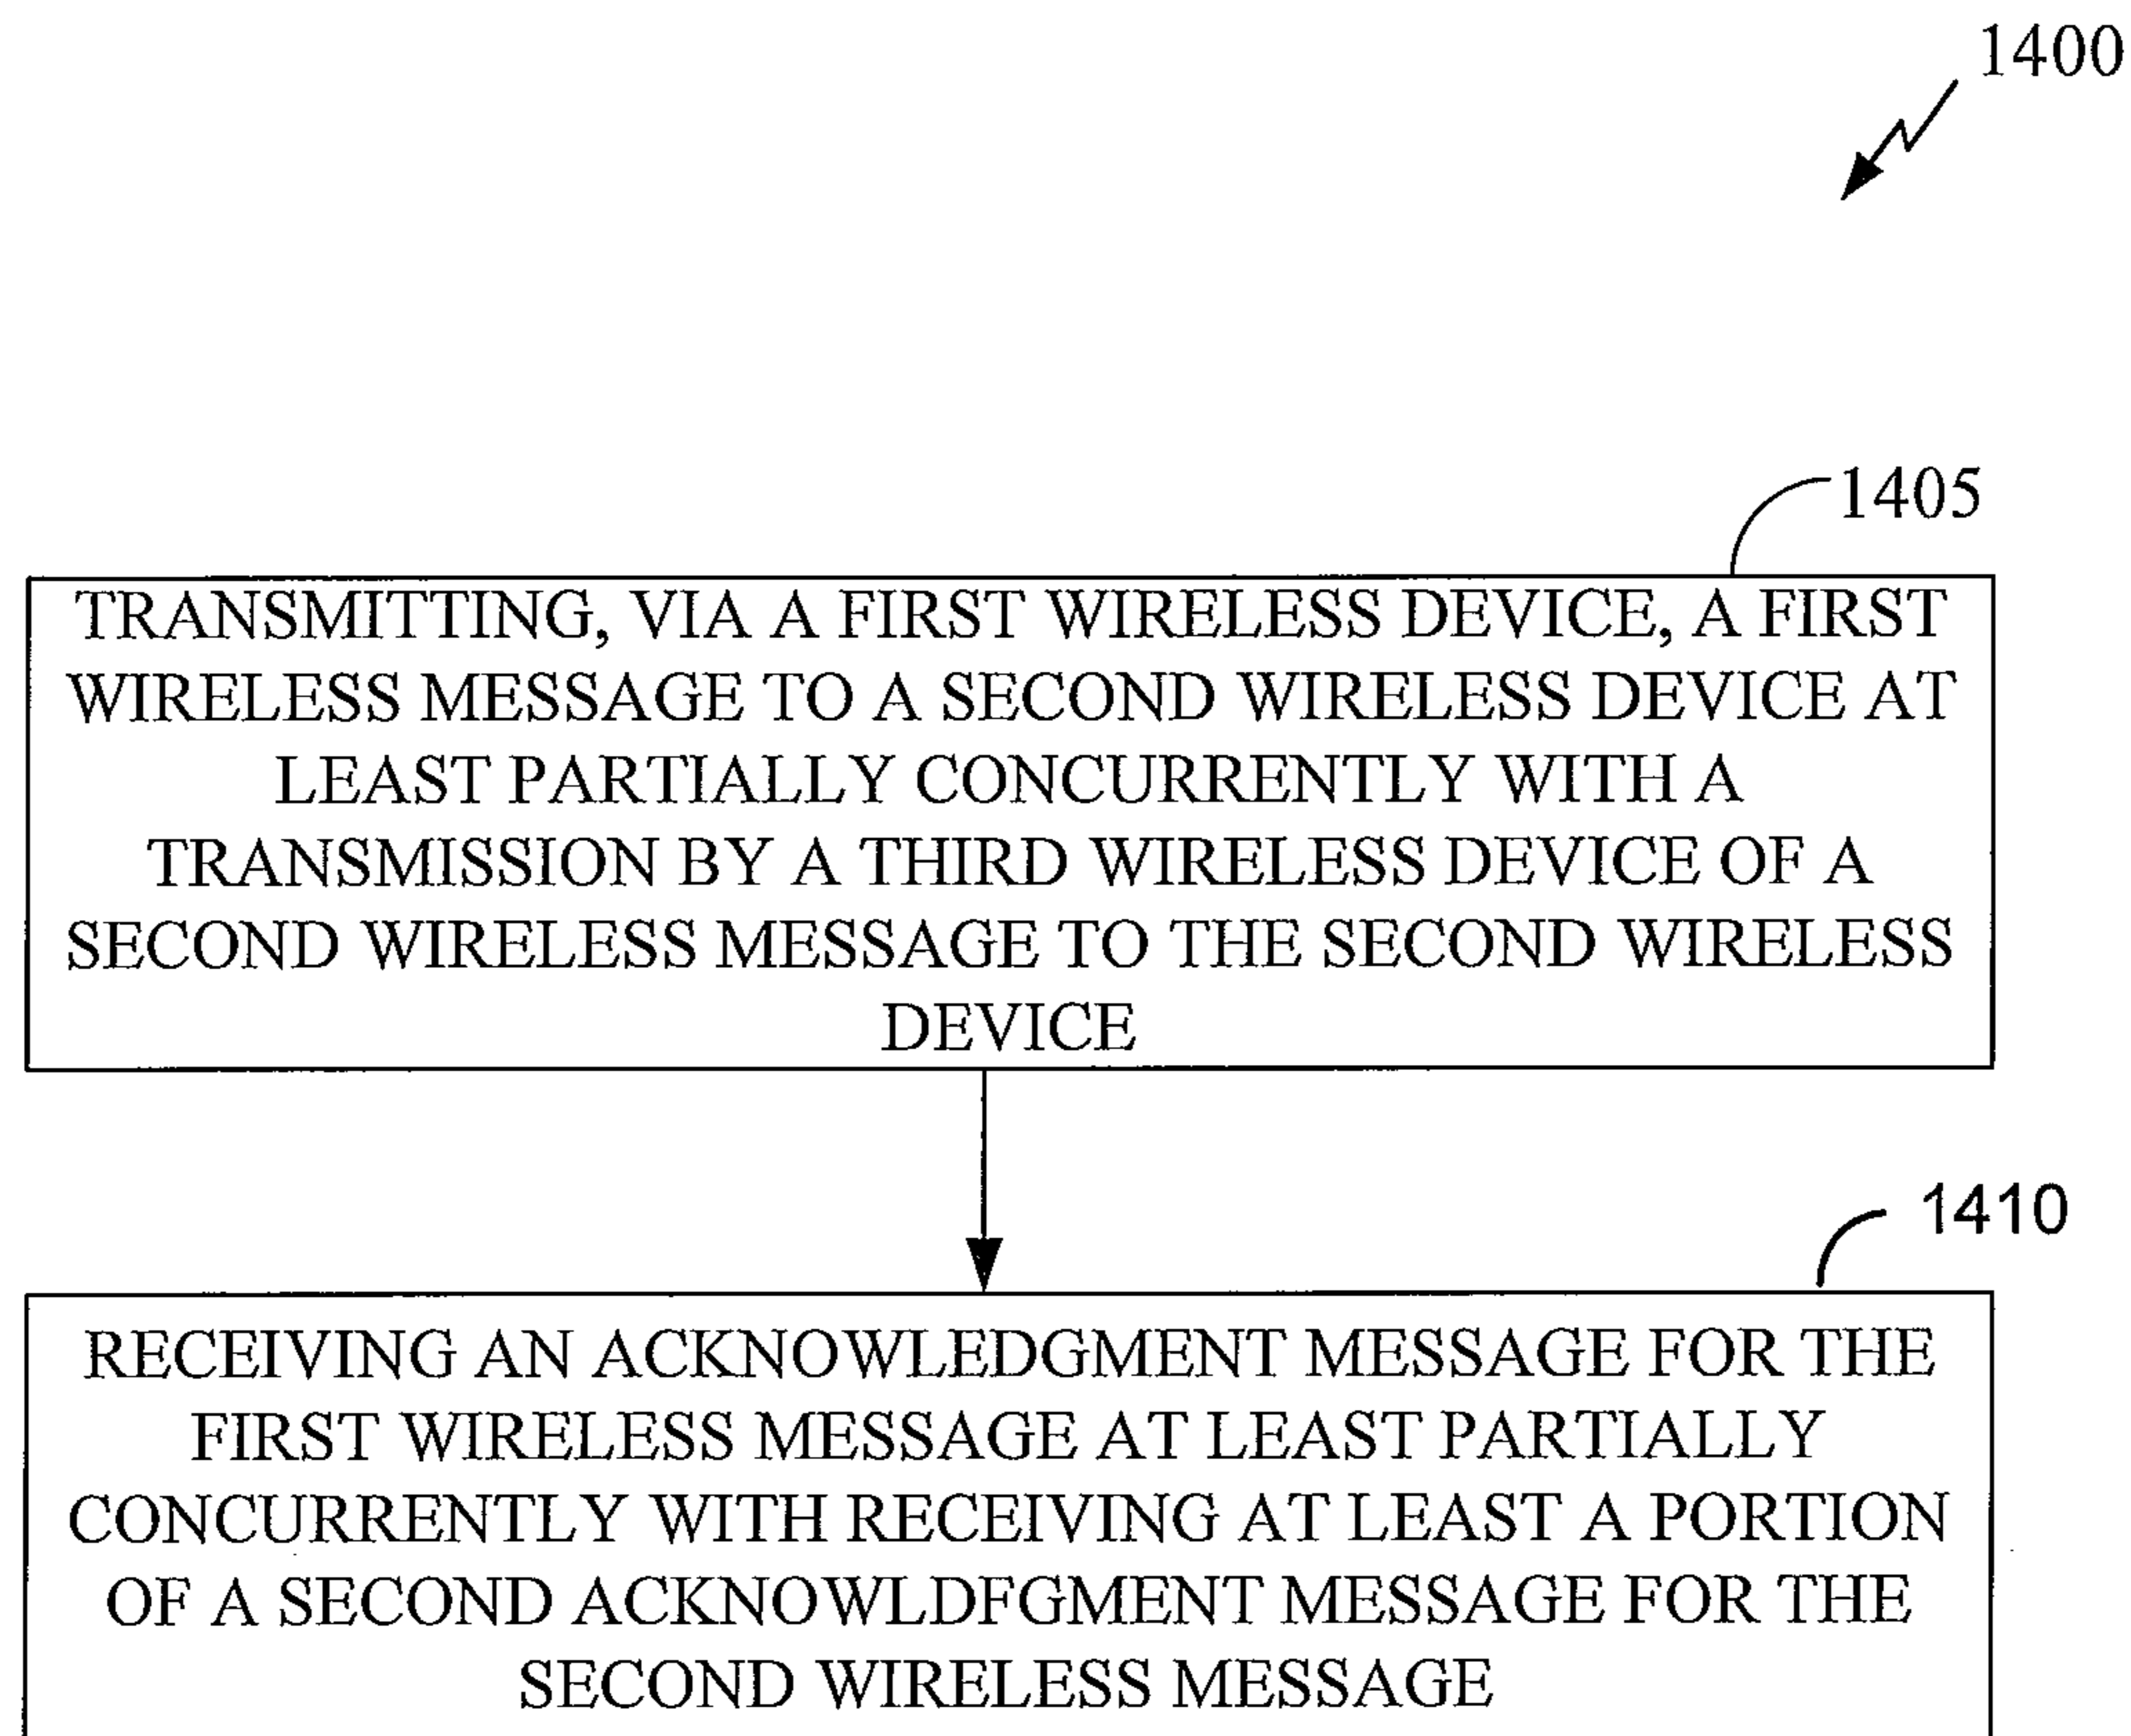 1400
1405
TRANSMITTING, VIA A FIRST WIRELESS DEVICE, A FIRST
WIRELESS MESSAGE TO A SECOND WIRELESS DEVICE AT
LEAST PARTIALLY CONCURRENTLY WITH A
TRANSMISSION BY A THIRD WIRELESS DEVICE OF A
SECOND WIRELESS MESSAGE TO THE SECOND WIRELESS
DEVICE
1410
RECEIVING AN ACKNOWLEDGMENT MESSAGE FOR THE
FIRST WIRELESS MESSAGE AT LEAST PARTIALLY
CONCURRENTLY WITH RECEIVING AT LEAST A PORTION
OF A SECOND ACKNOWLDFGMENT MESSAGE FOR THE
SECOND WIRELESS MESSAGE